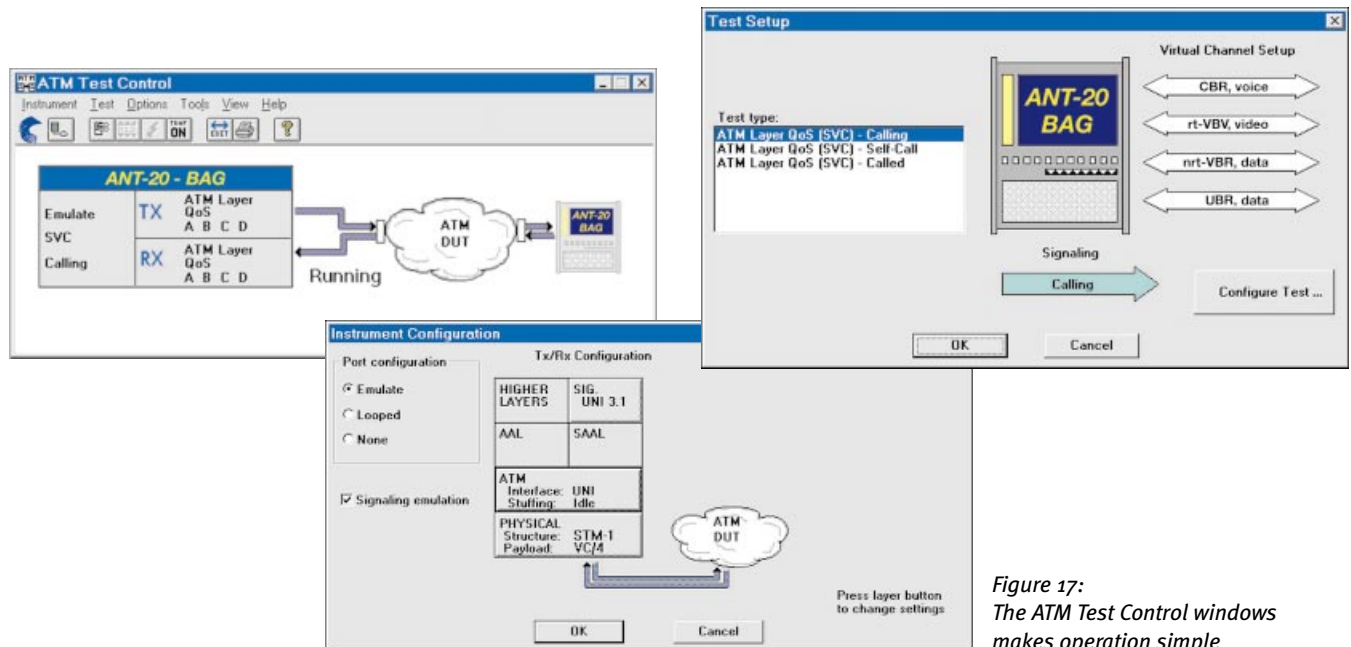 ATM Test Control
Instrument Test Options Tools View Help
TEST
ON
EXIT
ANT-20 - BAG
Emulate
SVC
Calling
TX
ATM Layer
QoS
A B C D
RX
ATM Layer
QoS
A B C D
Running
ATM
DUT
ANT-20
BAG
Test Setup
Test type:
ATM Layer QoS (SVC) - Calling
ATM Layer QoS (SVC) - Self-Call
ATM Layer QoS (SVC) - Called
ANT-20
BAG
Virtual Channel Setup
CBR, voice
rt-VBV, video
nrt-VBR, data
UBR, data
Signaling
Calling
Configure Test ...
OK
Cancel
Instrument Configuration
Port configuration
Emulate
Looped
None
Signaling emulation
Tx/Rx Configuration
HIGHER
LAYERS
SIG.
UNI 3.1
AAL
SAAL
ATM
Interface: UNI
Stuffing: Idle
PHYSICAL
Structure: STM-1
Payload: VC/4
ATM
DUT
Press layer button
to change settings
OK
Cancel
Figure 17:
The ATM Test Control windows
makes operation simple